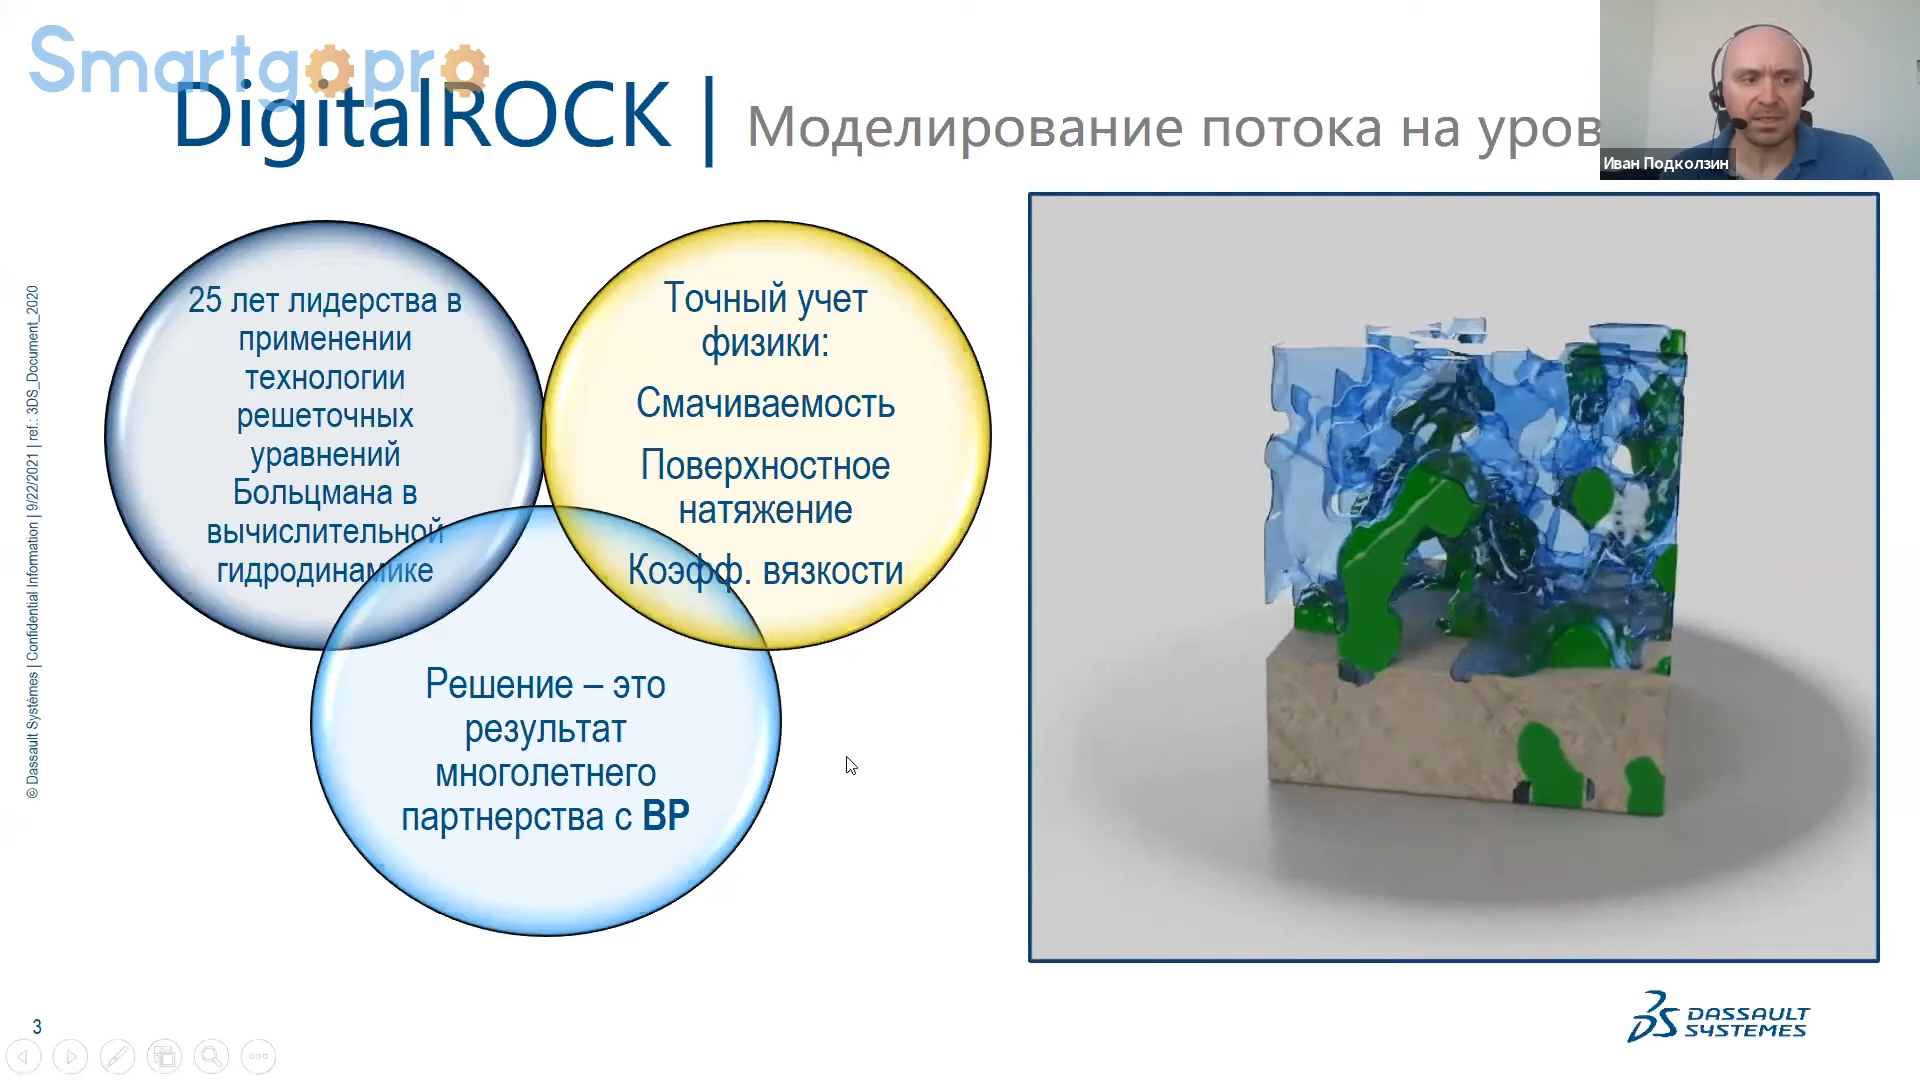 Smartgopro
DigitalROCK | Моделирование потока на уров
Иван Подколзин
25 лет лидерства в
применении
технологии
решеточных
уравнений
Больцмана в
вычислительной
гидродинамике
Точный учет
физики:
Смачиваемость
Поверхностное
натяжение
Коэфф. вязкости
Решение – это
результат
многолетнего
партнерства с BP
© Dassault Systèmes | Confidential Information | 9/22/2021 | ref.: 3DS_Document_2020
3
DASSAULT
SYSTEMES